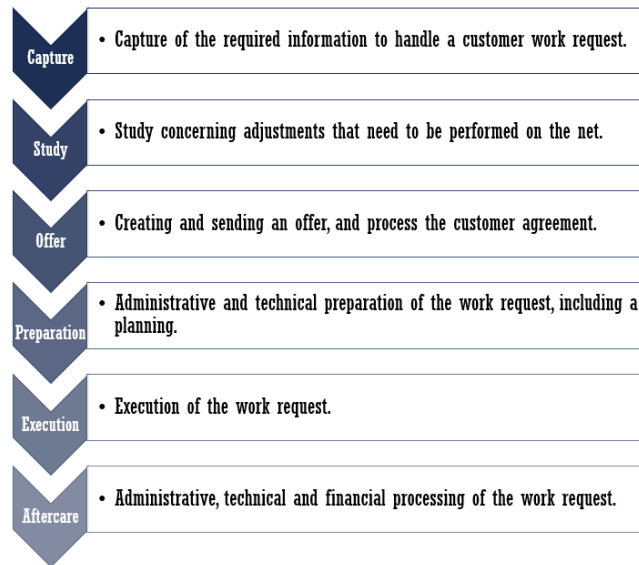 Capture
• Capture of the required information to handle a customer work request.
Study
• Study concerning adjustments that need to be performed on the net.
Offer
• Creating and sending an offer, and process the customer agreement.
Preparation
• Administrative and technical preparation of the work request, including a
planning.
Execution
• Execution of the work request.
Aftercare
• Administrative, technical and financial processing of the work request.